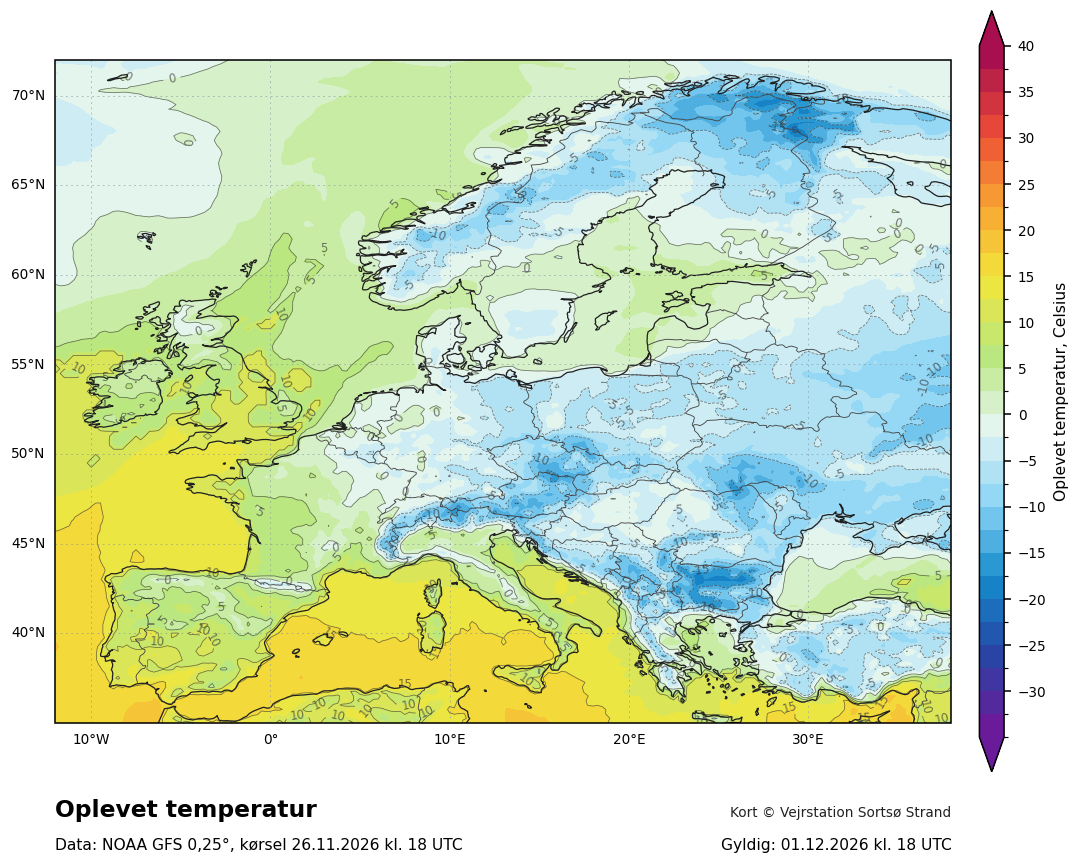 40
35
30
25
20
15
10
5
0
−5
−10
−15
−20
−25
−30
Oplevet temperatur, Celsius
70°N
65°N
60°N
55°N
50°N
45°N
40°N
10°W
0°
10°E
20°E
30°E
Oplevet temperatur
Kort © Vejrstation Sortsø Strand
Data: NOAA GFS 0,25°, kørsel 26.11.2026 kl. 18 UTC
Gyldig: 01.12.2026 kl. 18 UTC